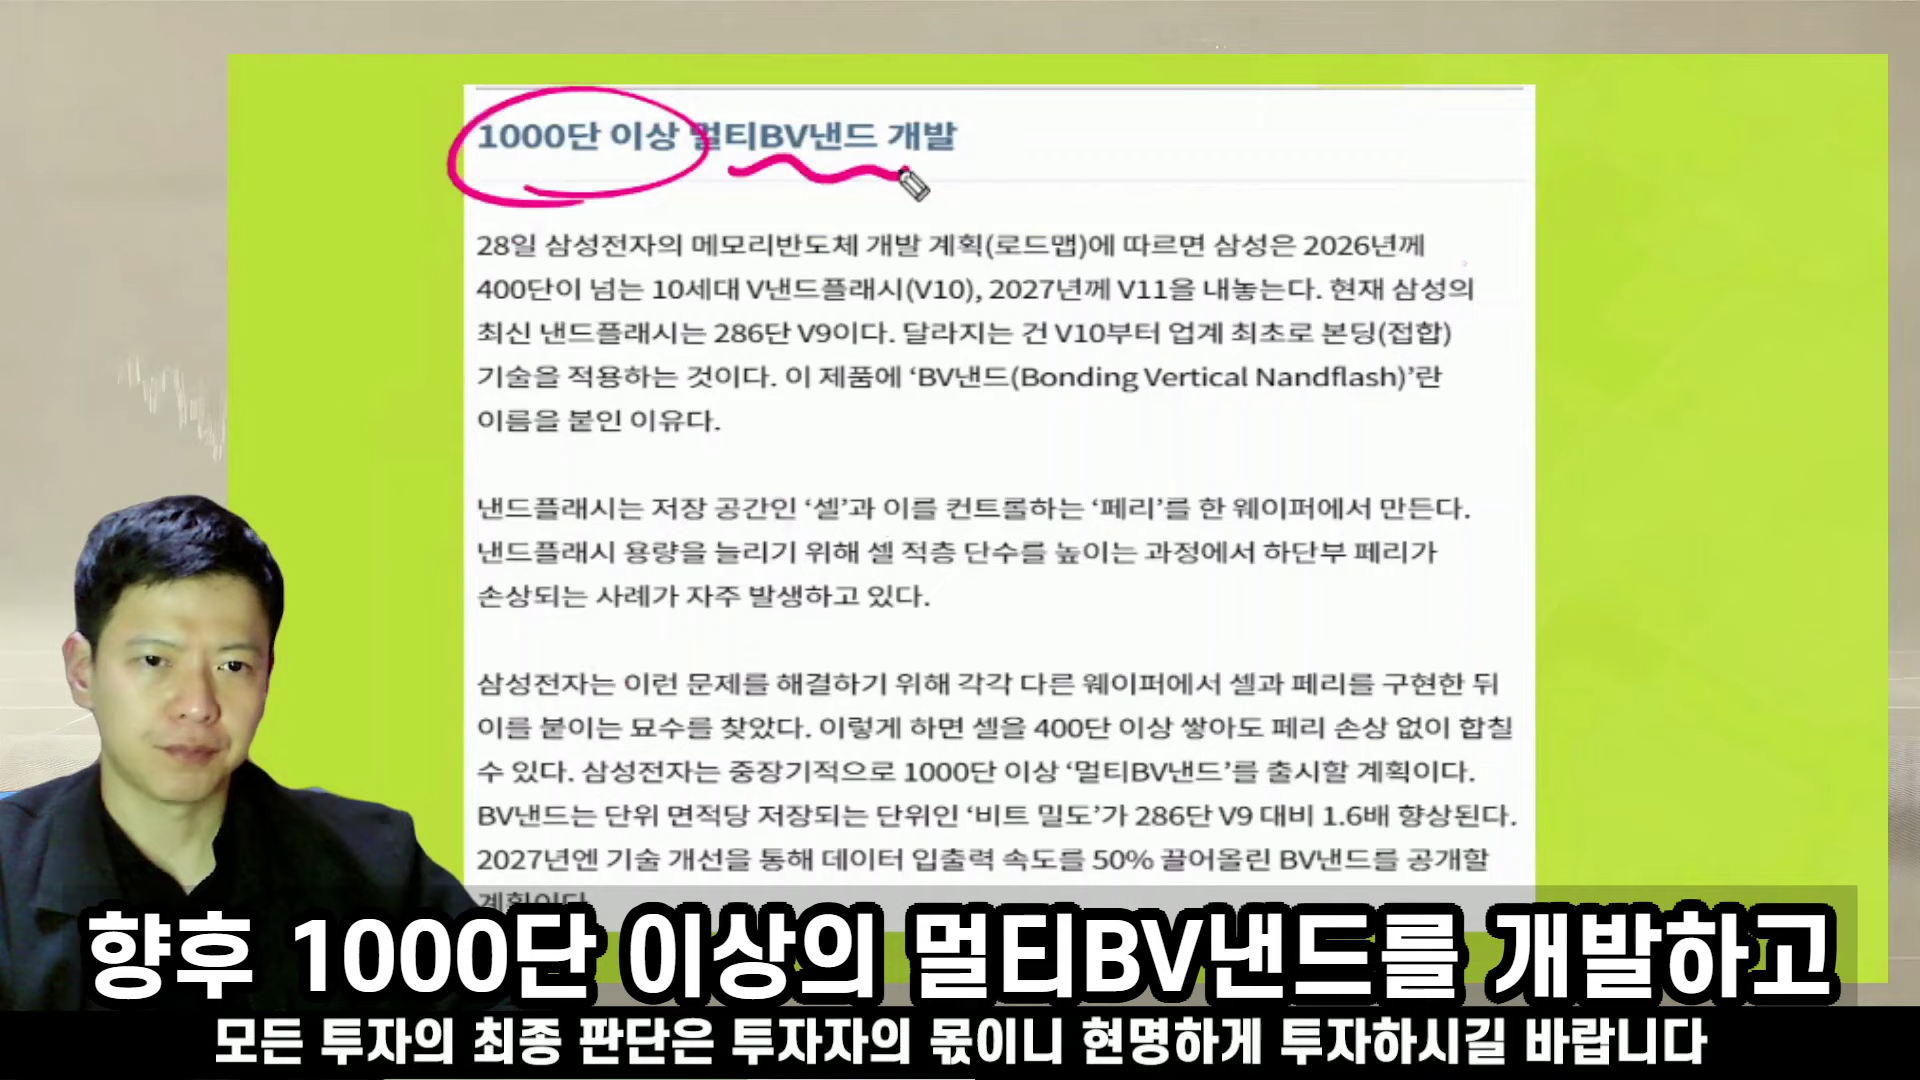 1000단 이상 멀티BV낸드 개발
28일 삼성전자의 메모리반도체 개발 계획(로드맵)에 따르면 삼성은 2026년께
400단이 넘는 10세대 V낸드플래시(V10), 2027년께 V11을 내놓는다. 현재 삼성의
최신 낸드플래시는 286단 V9이다. 달라지는 건 V10부터 업계 최초로 본딩(접합)
기술을 적용하는 것이다. 이 제품에 ‘BV낸드(Bonding Vertical Nandflash)’란
이름을 붙인 이유다.
낸드플래시는 저장 공간인 ‘셀’과 이를 컨트롤하는 ‘페리’를 한 웨이퍼에서 만든다.
낸드플래시 용량을 늘리기 위해 셀 적층 단수를 높이는 과정에서 하단부 페리가
손상되는 사례가 자주 발생하고 있다.
삼성전자는 이런 문제를 해결하기 위해 각각 다른 웨이퍼에서 셀과 페리를 구현한 뒤
이를 붙이는 묘수를 찾았다. 이렇게 하면 셀을 400단 이상 쌓아도 페리 손상 없이 합칠
수 있다. 삼성전자는 중장기적으로 1000단 이상 ‘멀티BV낸드’를 출시할 계획이다.
BV낸드는 단위 면적당 저장되는 단위인 ‘비트 밀도’가 286단 V9 대비 1.6배 향상된다.
2027년엔 기술 개선을 통해 데이터 입출력 속도를 50% 끌어올린 BV낸드를 공개할
계획이다
향후 1000단 이상의 멀티BV낸드를 개발하고
모든 투자의 최종 판단은 투자자의 몫이니 현명하게 투자하시길 바랍니다